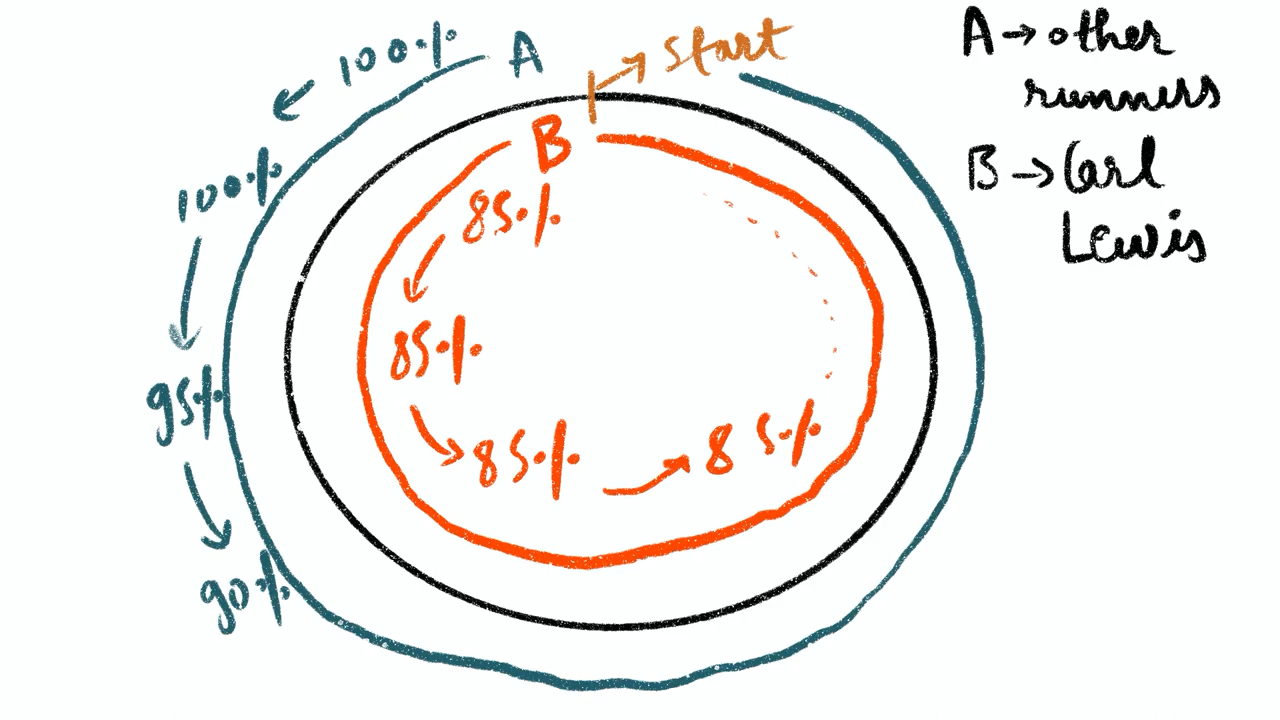 A → other
runners
B → Carl
Lewis
Start
A
100%
100%
95%
90%
B
85%
85%
85%
85%